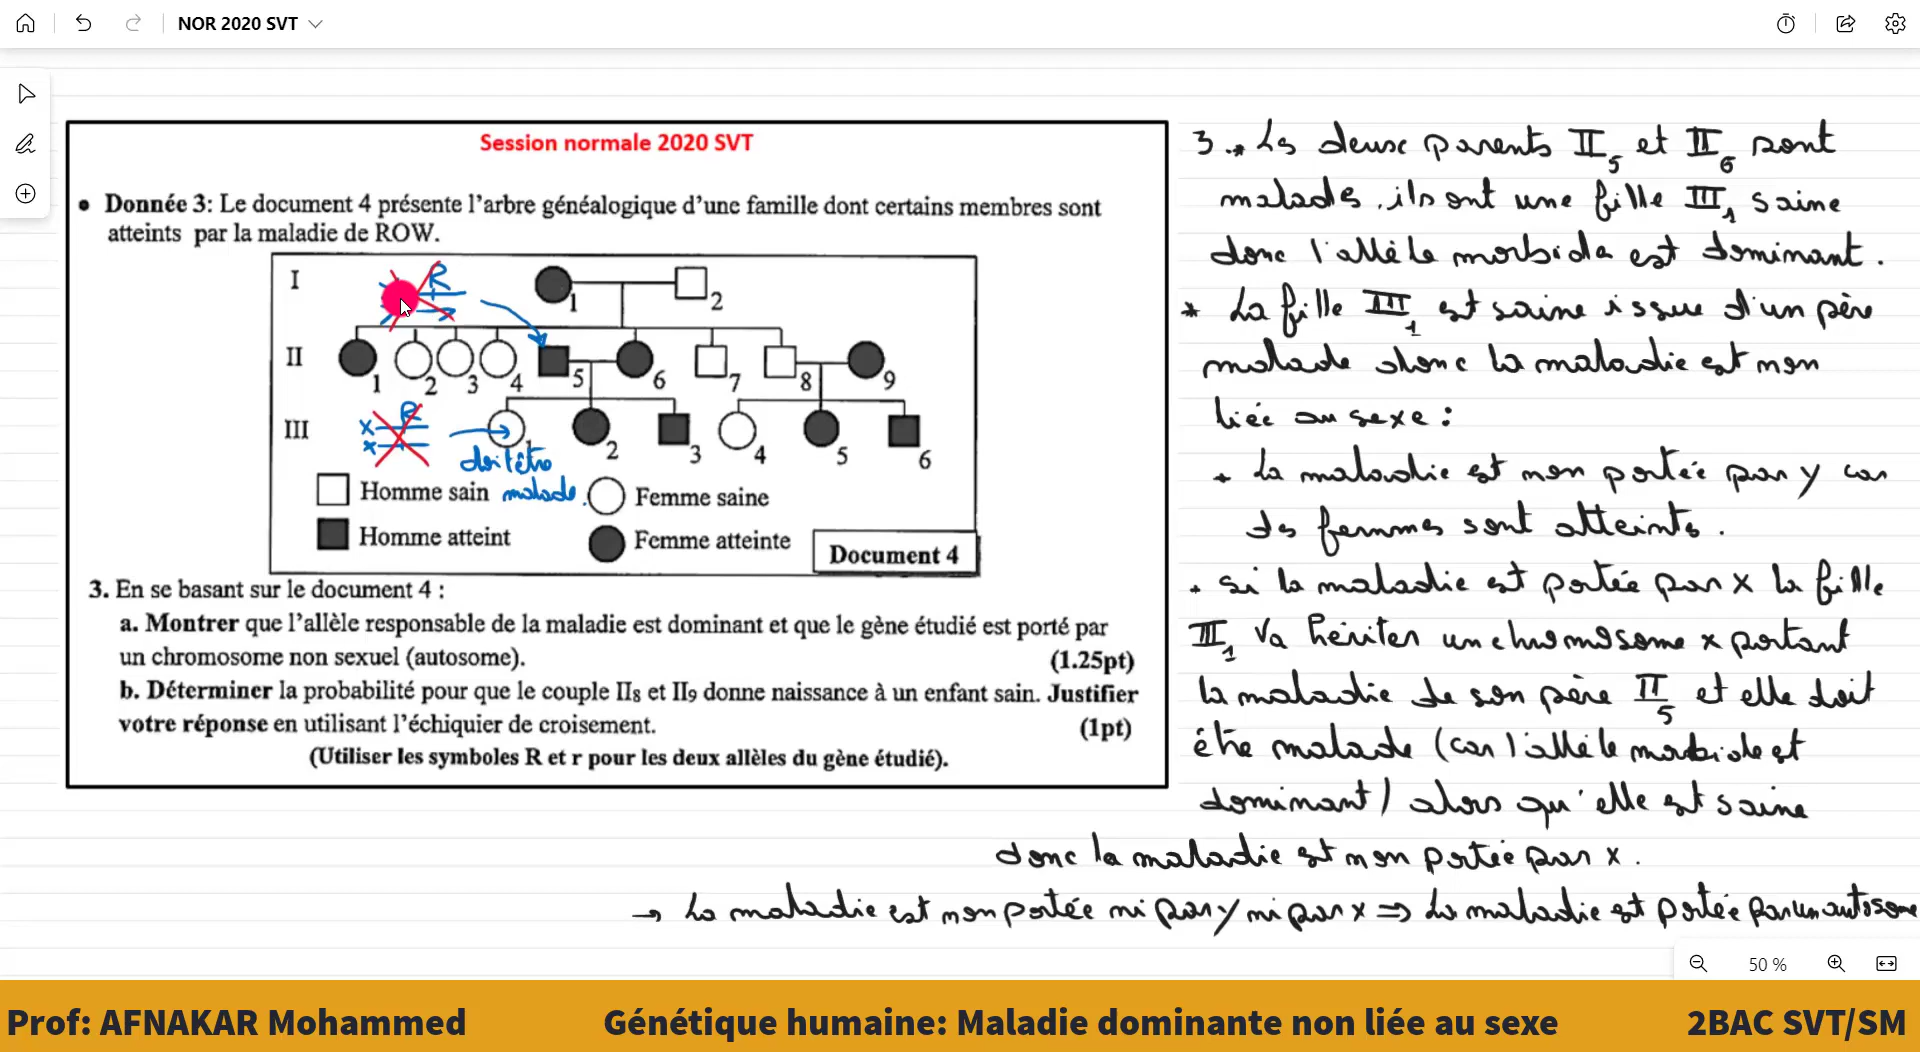 NOR 2020 SVT
Session normale 2020 SVT
• Donnée 3: Le document 4 présente l'arbre généalogique d'une famille dont certains membres sont
atteints par la maladie de ROW.
I
R
1
2
II
1
2
3
4
5
6
7
8
9
III
x
R
x
1
2
3
4
5
6
doit être
malade.
Homme sain
Femme saine
Homme atteint
Femme atteinte
Document 4
3. En se basant sur le document 4 :
a. Montrer que l'allèle responsable de la maladie est dominant et que le gène étudié est porté par
un chromosome non sexuel (autosome).
(1.25pt)
b. Déterminer la probabilité pour que le couple II8 et II9 donne naissance à un enfant sain. Justifier
votre réponse en utilisant l'échiquier de croisement.
(1pt)
(Utiliser les symboles R et r pour les deux allèles du gène étudié).
3. * Les deux parents II5 et II6 sont
malades, ils ont une fille III1 saine
donc l'allèle morbide est dominant.
* La fille III1 est saine issue d'un père
malade donc la maladie est non
liée au sexe :
+ La maladie est non portée par y car
des femmes sont atteints.
+ si la maladie est portée par x la fille
III1 va hériter un chromosome x portant
la maladie de son père II5 et elle doit
être malade (car l'allèle morbide est
dominant) alors qu'elle est saine
donc la maladie est non portée par x.
→ La maladie est non portée ni par y ni par x ⇒ La maladie est portée par un autosome
50 %
Prof: AFNAKAR Mohammed
Génétique humaine: Maladie dominante non liée au sexe
2BAC SVT/SM